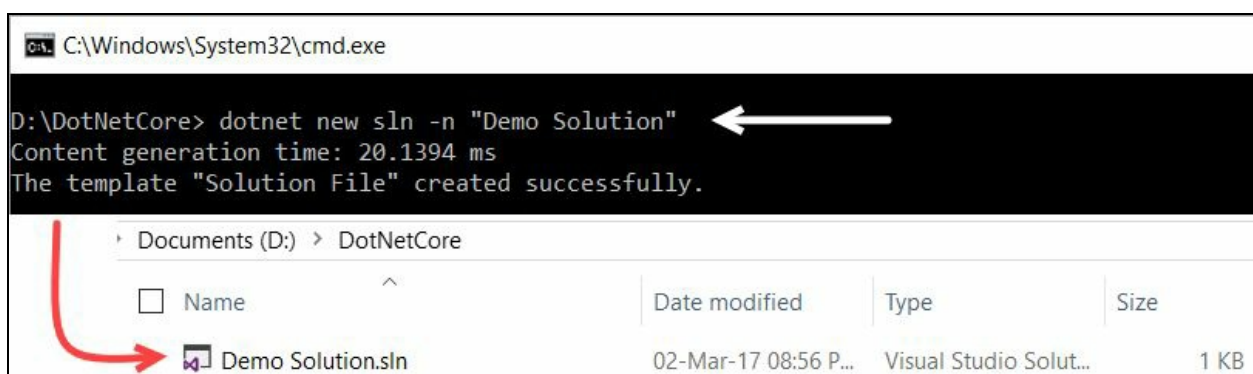 C:\Windows\System32\cmd.exe
D:\DotNetCore> dotnet new sln -n "Demo Solution"
Content generation time: 20.1394 ms
The template "Solution File" created successfully.
Documents (D:) > DotNetCore
Name Date modified Type Size
Demo Solution.sln 02-Mar-17 08:56 P... Visual Studio Solut... 1 KB